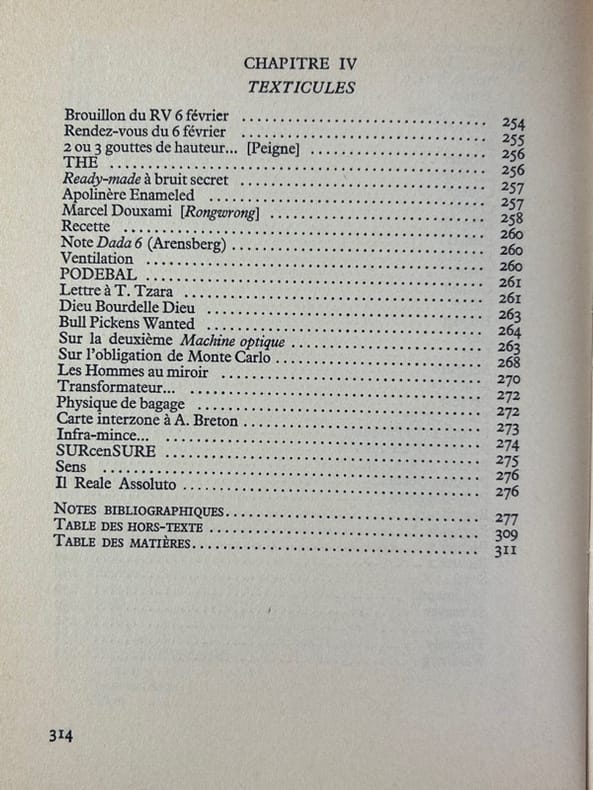 CHAPITRE IV
TEXTICULES
Brouillon du RV 6 février ........ 254
Rendez-vous du 6 février ........ 255
2 ou 3 gouttes de hauteur... [Peigne] ........ 256
THE ........ 256
Ready-made à bruit secret ........ 257
Apolinère Enameled ........ 257
Marcel Douxami [Rongwrong] ........ 258
Recette ........ 260
Note Dada 6 (Arensberg) ........ 260
Ventilation ........ 260
PODEBAL ........ 261
Lettre à T. Tzara ........ 261
Dieu Bourdelle Dieu ........ 263
Bull Pickens Wanted ........ 264
Sur la deuxième Machine optique ........ 263
Sur l'obligation de Monte Carlo ........ 268
Les Hommes au miroir ........ 270
Transformateur... ........ 272
Physique de bagage ........ 272
Carte interzone à A. Breton ........ 273
Infra-mince... ........ 274
SURcenSURE ........ 275
Sens ........ 276
Il Reale Assoluto ........ 276
NOTES BIBLIOGRAPHIQUES ........ 277
TABLE DES HORS-TEXTE ........ 309
TABLE DES MATIÈRES ........ 311
314